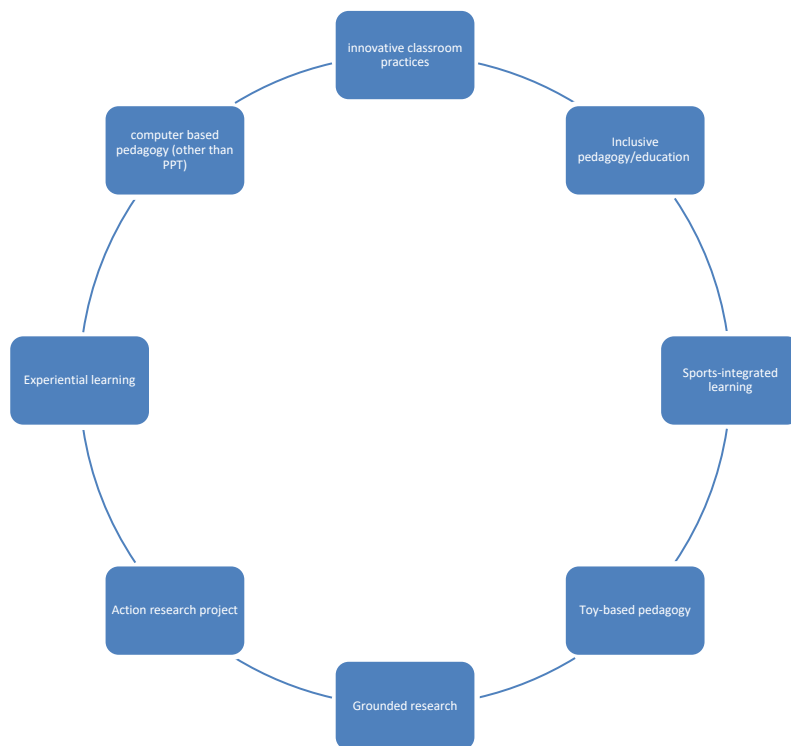 innovative classroom
practices
Inclusive
pedagogy/education
Sports-integrated
learning
Toy-based pedagogy
Grounded research
Action research project
Experiential learning
computer based
pedagogy (other than
PPT)